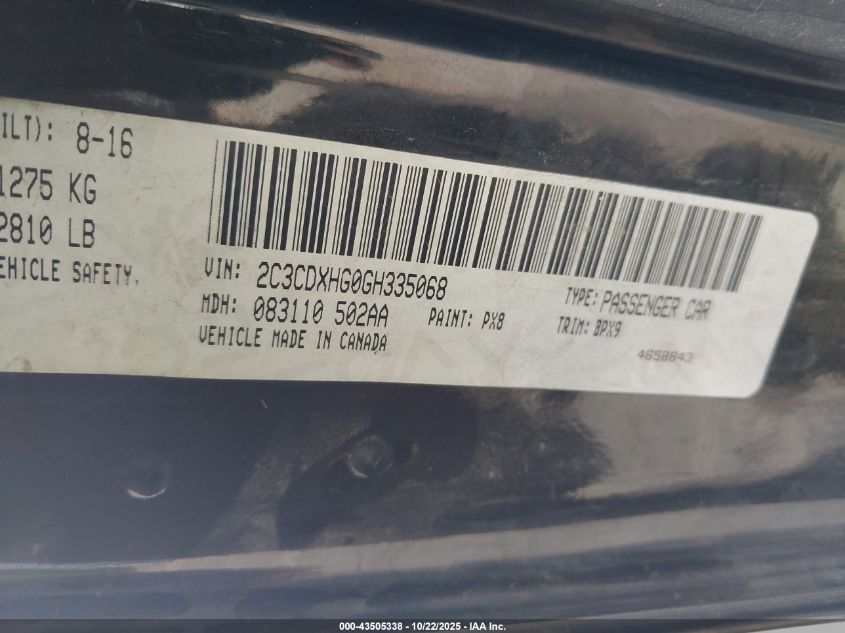 ILT): 8-16
1275 KG
2810 LB
EHICLE SAFETY.
VIN: 2C3CDXHG0GH335068
MDH: 083110 502AA
PAINT: PX8
VEHICLE MADE IN CANADA
TYPE: PASSENGER CAR
TRIM: BPX9
4658843
000-43505338 - 10/22/2025 - IAA Inc.